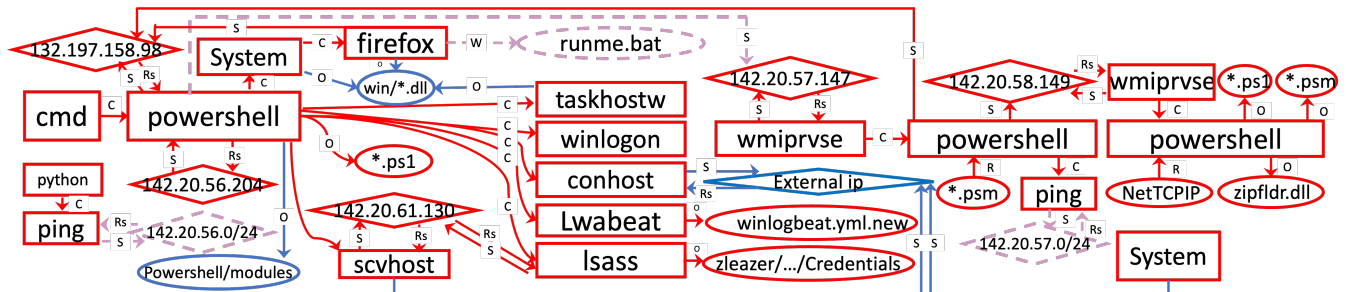 S
132.197.158.98
S
Rs
System
C
C
firefox
W
runme.bat
O
o
win/*.dll
O
S
142.20.57.147
S
Rs
S
142.20.58.149
Rs
S
S
wmiprvse
C
*.ps1
*.psm
O
O
cmd
C
powershell
C
C
C
C
taskhostw
winlogon
conhost
Lwabeat
lsass
O
*.ps1
wmiprvse
C
powershell
powershell
S
Rs
142.20.56.204
O
Powershell/modules
python
C
ping
Rs
S
142.20.56.0/24
142.20.61.130
S
Rs
Rs
S
scvhost
S
Rs
External ip
o
winlogbeat.yml.new
o
zleazer/.../Credentials
S
S
R
*.psm
C
ping
S
Rs
142.20.57.0/24
R
NetTCPIP
O
zipfldr.dll
System